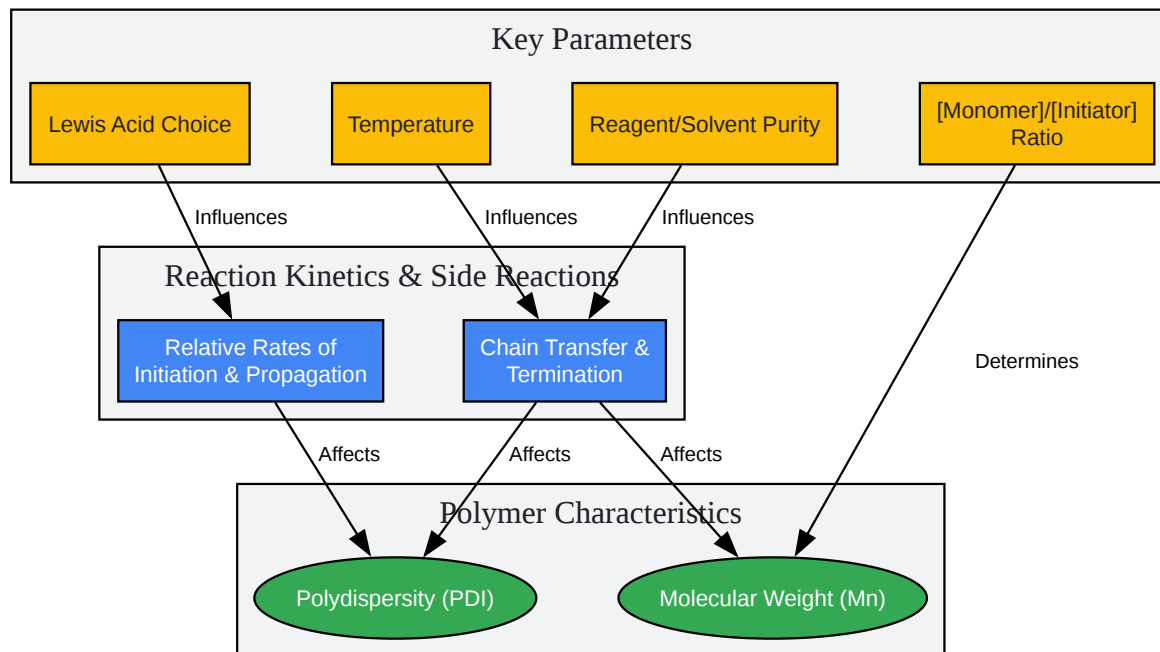 Key Parameters
Lewis Acid Choice
Temperature
Reagent/Solvent Purity
[Monomer]/[Initiator]
Ratio
Influences
Influences
Influences
Reaction Kinetics & Side Reactions
Relative Rates of
Initiation & Propagation
Chain Transfer &
Termination
Determines
Affects
Affects
Affects
Polymer Characteristics
Polydispersity (PDI)
Molecular Weight (Mn)